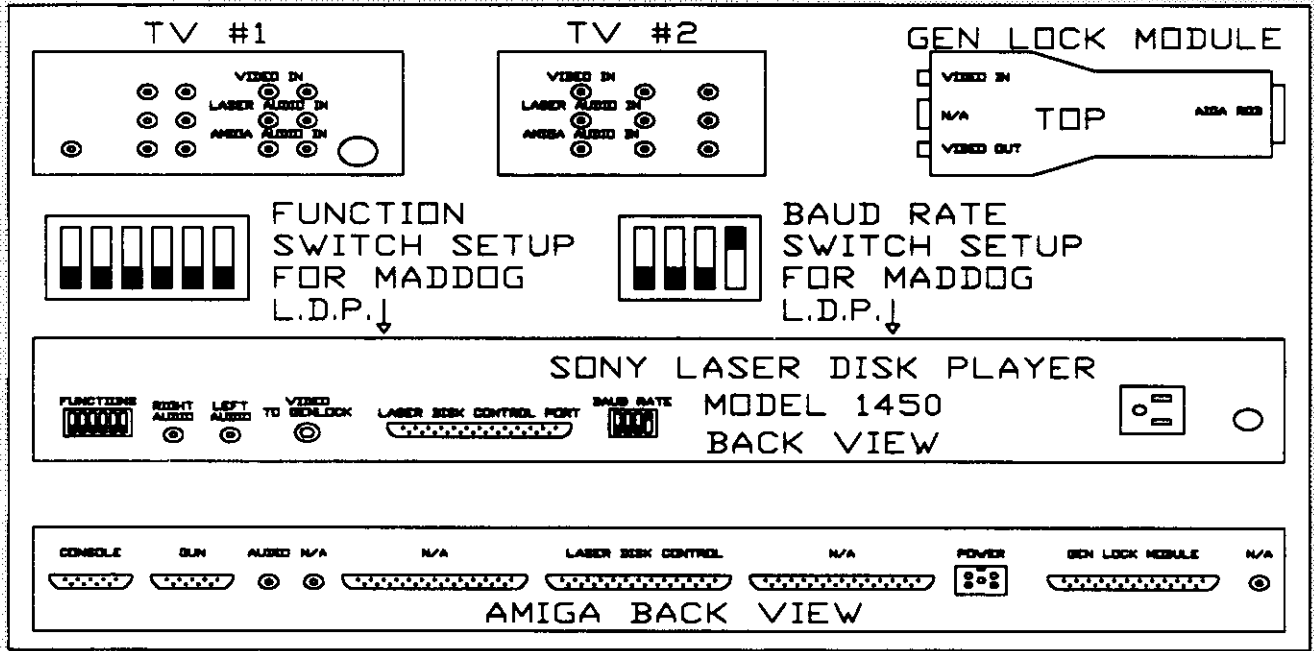 TV #1
VIDEO IN
LASER AUDIO IN
AMIGA AUDIO IN
TV #2
VIDEO IN
LASER AUDIO IN
AMIGA AUDIO IN
GEN LOCK MODULE
VIDEO IN
N/A
TOP
AIGA RGB
VIDEO OUT
FUNCTION
SWITCH SETUP
FOR MADDOG
L.D.P.
BAUD RATE
SWITCH SETUP
FOR MADDOG
L.D.P.
SONY LASER DISK PLAYER
MODEL 1450
BACK VIEW
FUNCTIONS
RIGHT AUDIO
LEFT AUDIO
VIDEO TO GENLOCK
LASER DISK CONTROL PORT
BAUD RATE
CONSOLE
GUN
AUDIO
N/A
N/A
LASER DISK CONTROL
N/A
POWER
GEN LOCK MODULE
N/A
AMIGA BACK VIEW